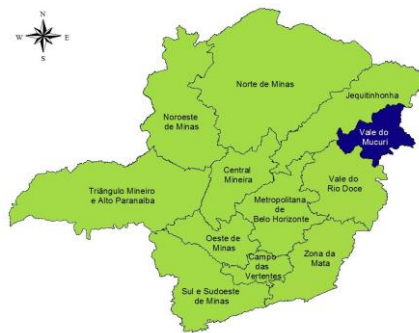 N
W E
S
Norte de Minas
Jequitinhonha
Noroeste
de Minas
Vale do
Mucuri
Triângulo Mineiro
e Alto Paranaíba
Central
Mineira
Vale do
Rio Doce
Metropolitana
de
Belo Horizonte
Oeste de
Minas
Campo
das
Vertentes
Zona da
Mata
Sul e Sudoeste
de Minas